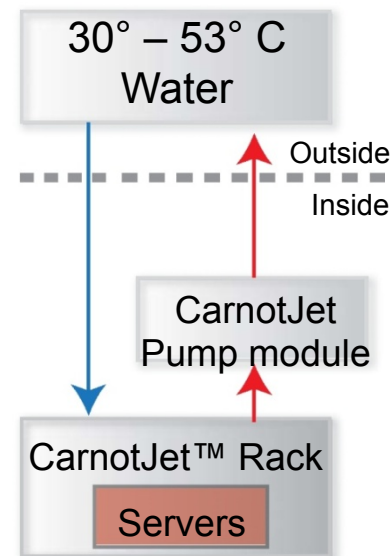 30° – 53° C
Water
Outside
Inside
CarnotJet
Pump module
CarnotJet™ Rack
Servers